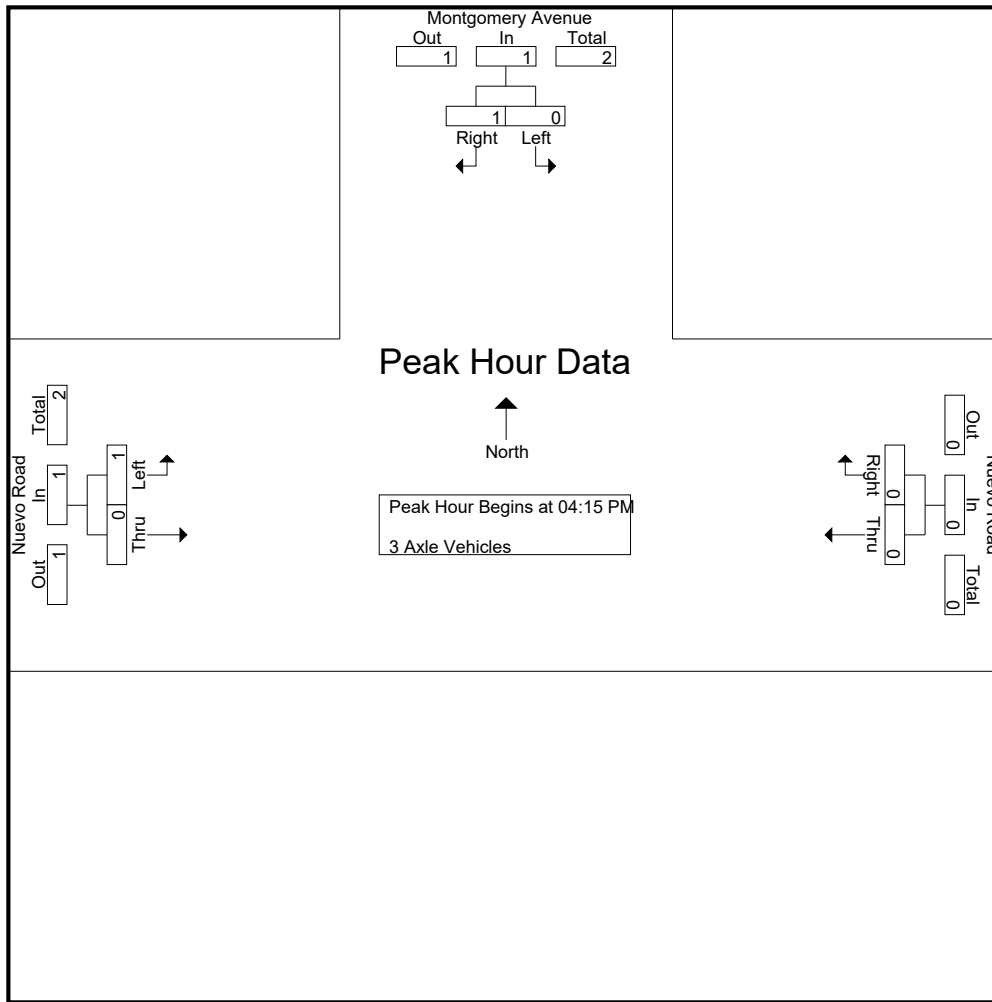 Montgomery Avenue
Out In Total
1 1 2
1 0
Right Left
Peak Hour Data
North
Peak Hour Begins at 04:15 PM
3 Axle Vehicles
Nuevo Road
Out In Total
1 1 2
Left Thru
1 0
Nuevo Road
Out In Total
0 0 0
Right Thru
0 0